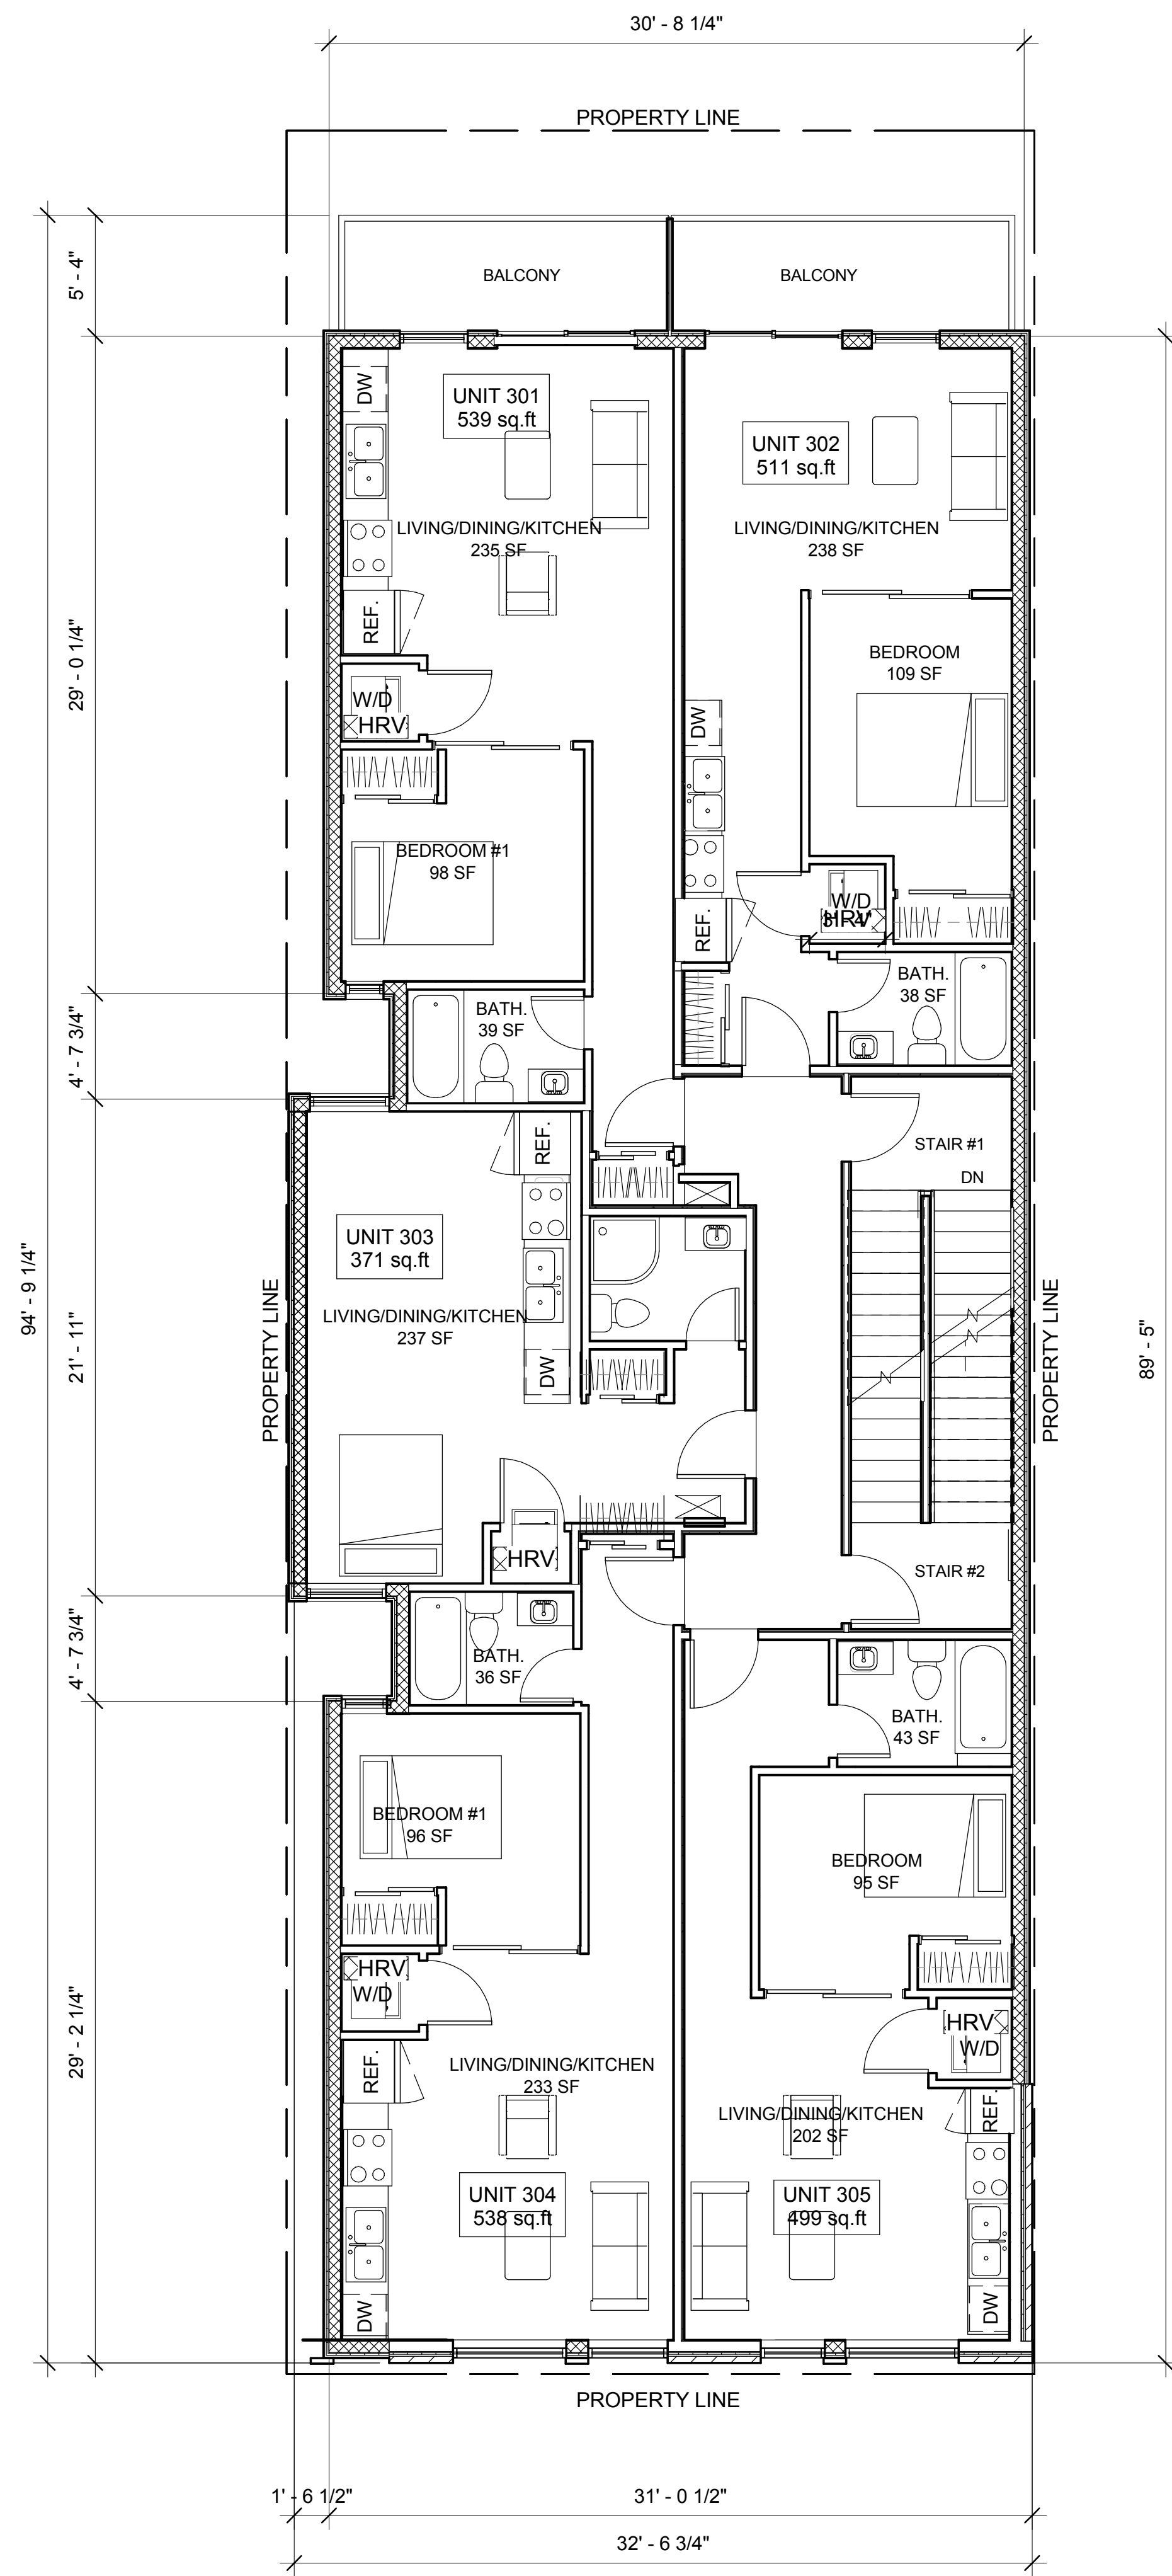 30' - 8 1/4"
PROPERTY LINE
5' - 4"
BALCONY
BALCONY
DW
UNIT 301
539 sq.ft
UNIT 302
511 sq.ft
LIVING/DINING/KITCHEN
235 SF
LIVING/DINING/KITCHEN
238 SF
REF.
29' - 0 1/4"
BEDROOM
109 SF
W/D
HRV
DW
BEDROOM #1
98 SF
W/D
HRV
REF.
BATH.
38 SF
BATH.
39 SF
4' - 7 3/4"
REF.
STAIR #1
DN
UNIT 303
371 sq.ft
94' - 9 1/4"
PROPERTY LINE
LIVING/DINING/KITCHEN
237 SF
PROPERTY LINE
89' - 5"
21' - 11"
DW
HRV
STAIR #2
4' - 7 3/4"
BATH.
36 SF
BATH.
43 SF
BEDROOM #1
96 SF
BEDROOM
95 SF
HRV
W/D
HRV
W/D
29' - 2 1/4"
REF.
LIVING/DINING/KITCHEN
233 SF
REF.
LIVING/DINING/KITCHEN
202 SF
UNIT 304
538 sq.ft
UNIT 305
499 sq.ft
DW
DW
PROPERTY LINE
1' - 6 1/2"
31' - 0 1/2"
32' - 6 3/4"